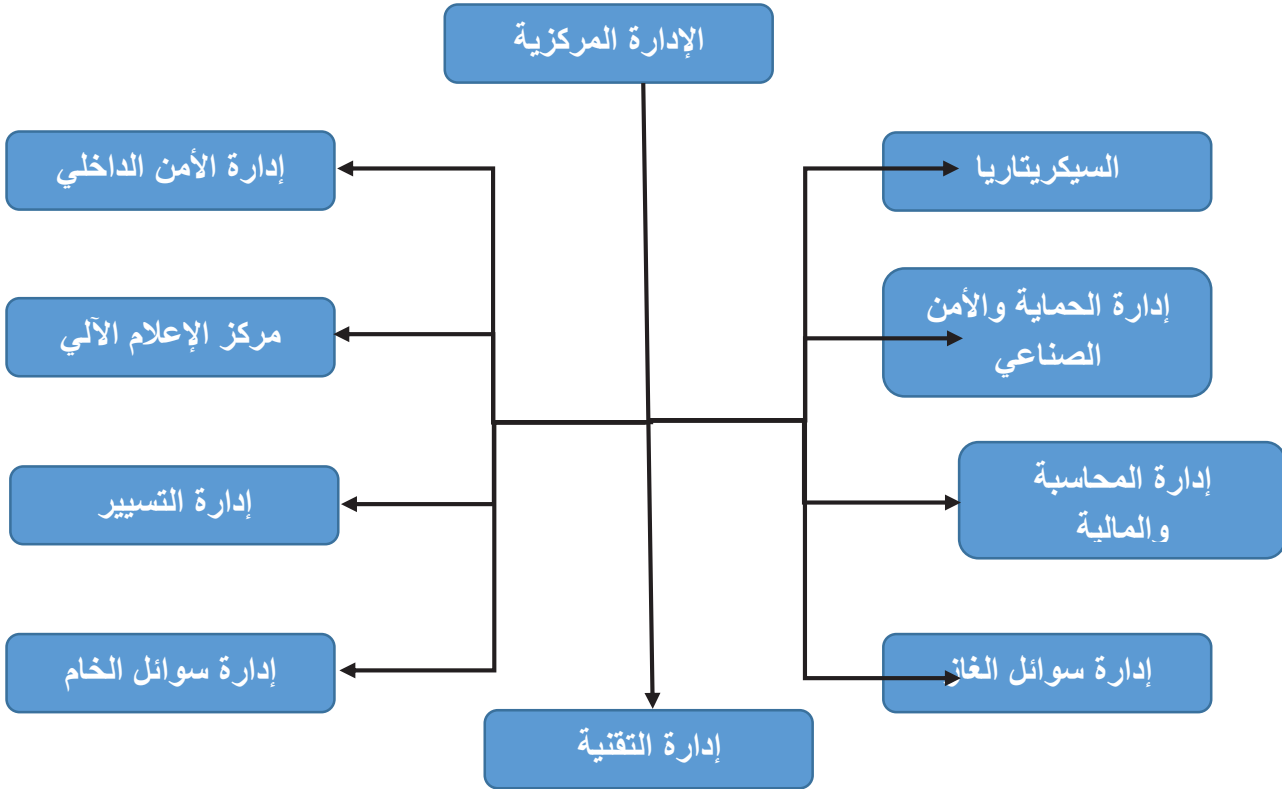 الإدارة المركزية
السيكريتاريا
إدارة الأمن الداخلي
إدارة الحماية والأمن
الصناعي
مركز الإعلام الآلي
إدارة المحاسبة
والمالية
إدارة التسيير
إدارة سوائل الغاز
إدارة سوائل الخام
إدارة التقنية